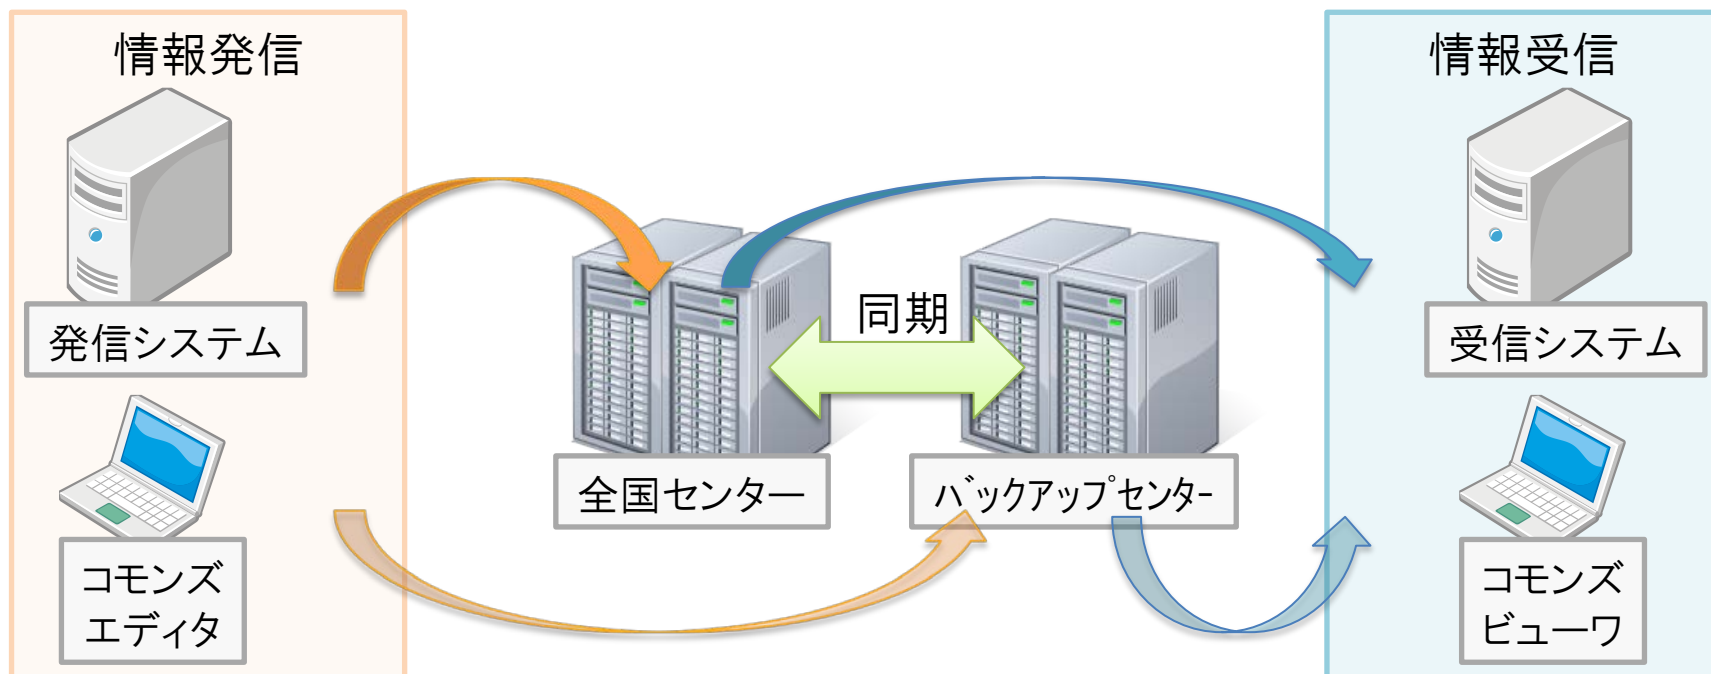 情報発信
発信システム
コモンズ
エディタ
同期
全国センター
バックアップセンター
情報受信
受信システム
コモンズ
ビューワ